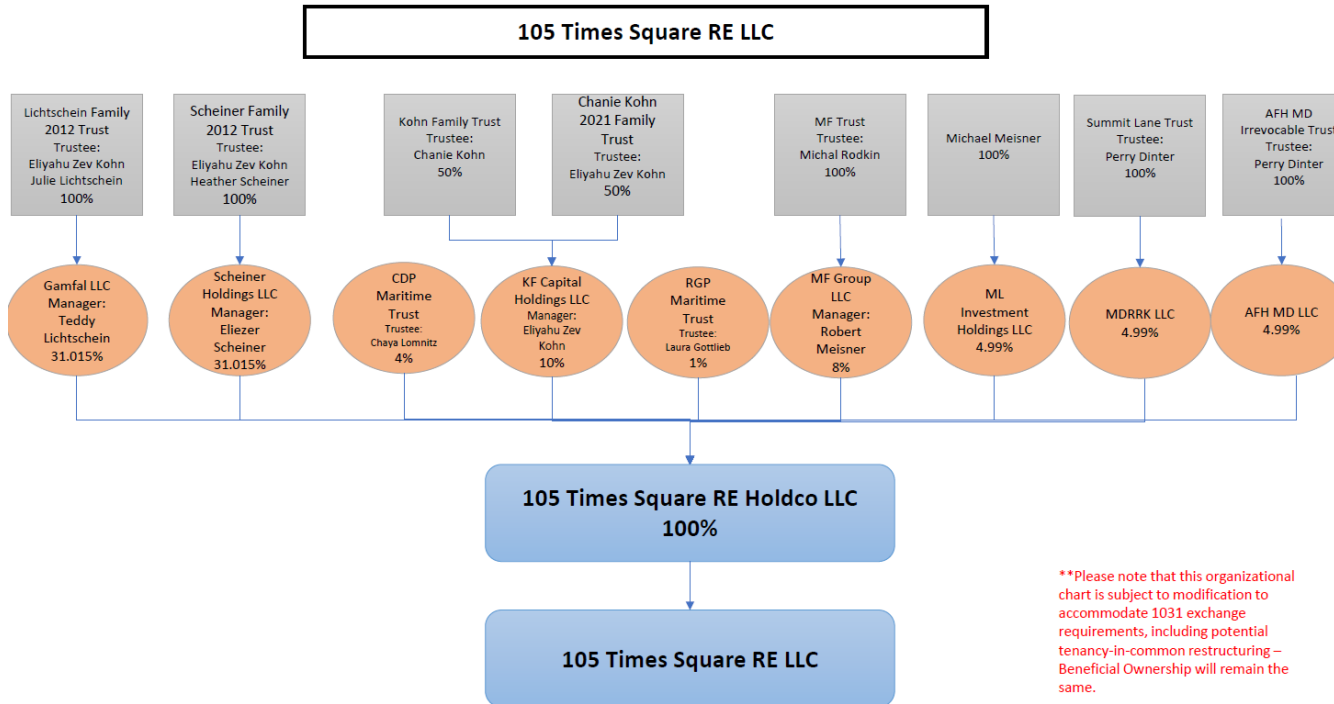 105 Times Square RE LLC
Lichtschein Family
2012 Trust
Trustee:
Eliyahu Zev Kohn
Julie Lichtschein
100%
Scheiner Family
2012 Trust
Trustee:
Eliyahu Zev Kohn
Heather Scheiner
100%
Kohn Family Trust
Trustee:
Chanie Kohn
50%
Chanie Kohn
2021 Family
Trust
Trustee:
Eliyahu Zev Kohn
50%
MF Trust
Trustee:
Michal Rodkin
100%
Michael Meisner
100%
Summit Lane Trust
Trustee:
Perry Dinter
100%
AFH MD
Irrevocable Trust
Trustee:
Perry Dinter
100%
Gamfal LLC
Manager:
Teddy
Lichtschein
31.015%
Scheiner
Holdings LLC
Manager:
Eliezer
Scheiner
31.015%
CDP
Maritime
Trust
Trustee:
Chaya Lomnitz
4%
KF Capital
Holdings LLC
Manager:
Eliyahu Zev
Kohn
10%
RGP
Maritime
Trust
Trustee:
Laura Gottlieb
1%
MF Group
LLC
Manager:
Robert
Meisner
8%
ML
Investment
Holdings LLC
4.99%
MDRRK LLC
4.99%
AFH MD LLC
4.99%
105 Times Square RE Holdco LLC
100%
105 Times Square RE LLC
**Please note that this organizational
chart is subject to modification to
accommodate 1031 exchange
requirements, including potential
tenancy-in-common restructuring –
Beneficial Ownership will remain the
same.